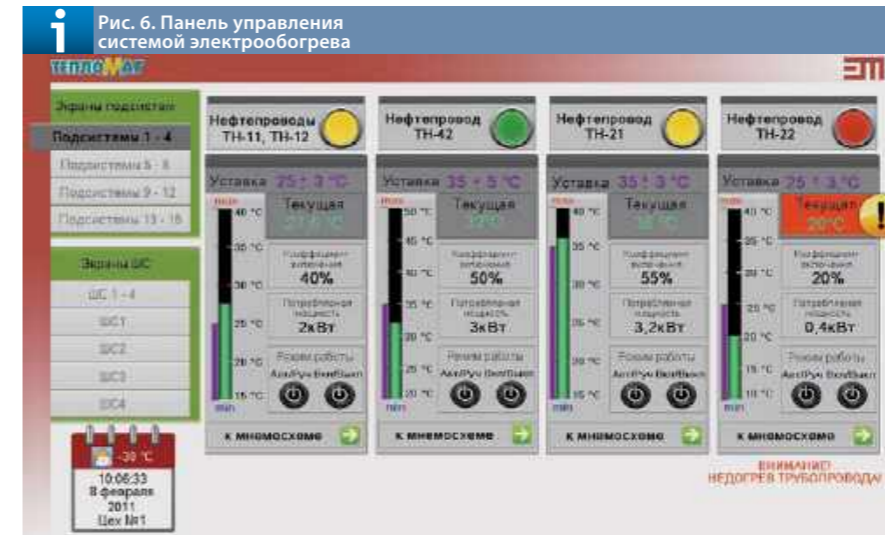 Рис. 6. Панель управления
системой электрообогрева
ТЕПЛОМАГ
Экраны подсистем
Подсистемы 1 - 4
Подсистемы 5 - 8
Подсистемы 9 - 12
Подсистемы 13 - 16
Экраны ШС
ШС 1-4
ШС1
ШС2
ШС3
ШС4
-30 °C
10:06:33
8 февраля
2011
Цех №1
Нефтепроводы
ТН-11, ТН-12
Уставка 25 ± 3 °C
max
40 °C
35 °C
30 °C
25 °C
20 °C
15 °C
min
Текущая
Коэффициент
включения
40%
Потребляемая
мощность
2кВт
Режим работы
Авт/Руч Вкл/Выкл
к мнемосхеме
Нефтепровод
ТН-42
Уставка 35 ± 5 °C
max
50 °C
45 °C
40 °C
35 °C
30 °C
25 °C
20 °C
min
Текущая
Коэффициент
включения
50%
Потребляемая
мощность
3кВт
Режим работы
Авт/Руч Вкл/Выкл
к мнемосхеме
Нефтепровод
ТН-21
Уставка 35 ± 3 °C
40 °C
35 °C
30 °C
min
Текущая
Коэффициент
включения
55%
Потребляемая
мощность
3,2кВт
Режим работы
Авт/Руч Вкл/Выкл
к мнемосхеме
Нефтепровод
ТН-22
Уставка 25 ± 3 °C
max
40 °C
35 °C
30 °C
25 °C
20 °C
15 °C
10 °C
min
Текущая
20°C
!
Коэффициент
включения
20%
Потребляемая
мощность
0,4кВт
Режим работы
Авт/Руч Вкл/Выкл
к мнемосхеме
ВНИМАНИЕ!
НЕДОГРЕВ ТРУБОПРОВОДА!